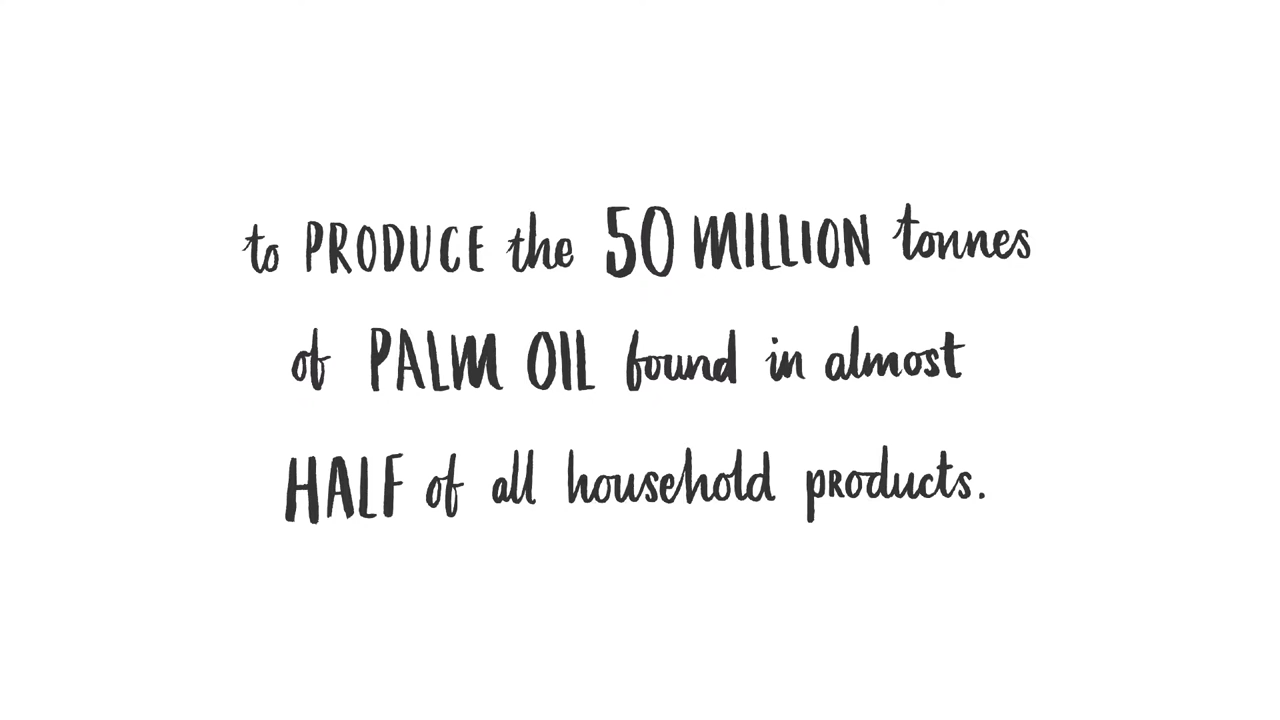 to PRODUCE the 50 MILLION tonnes
of PALM OIL found in almost
HALF of all household products.